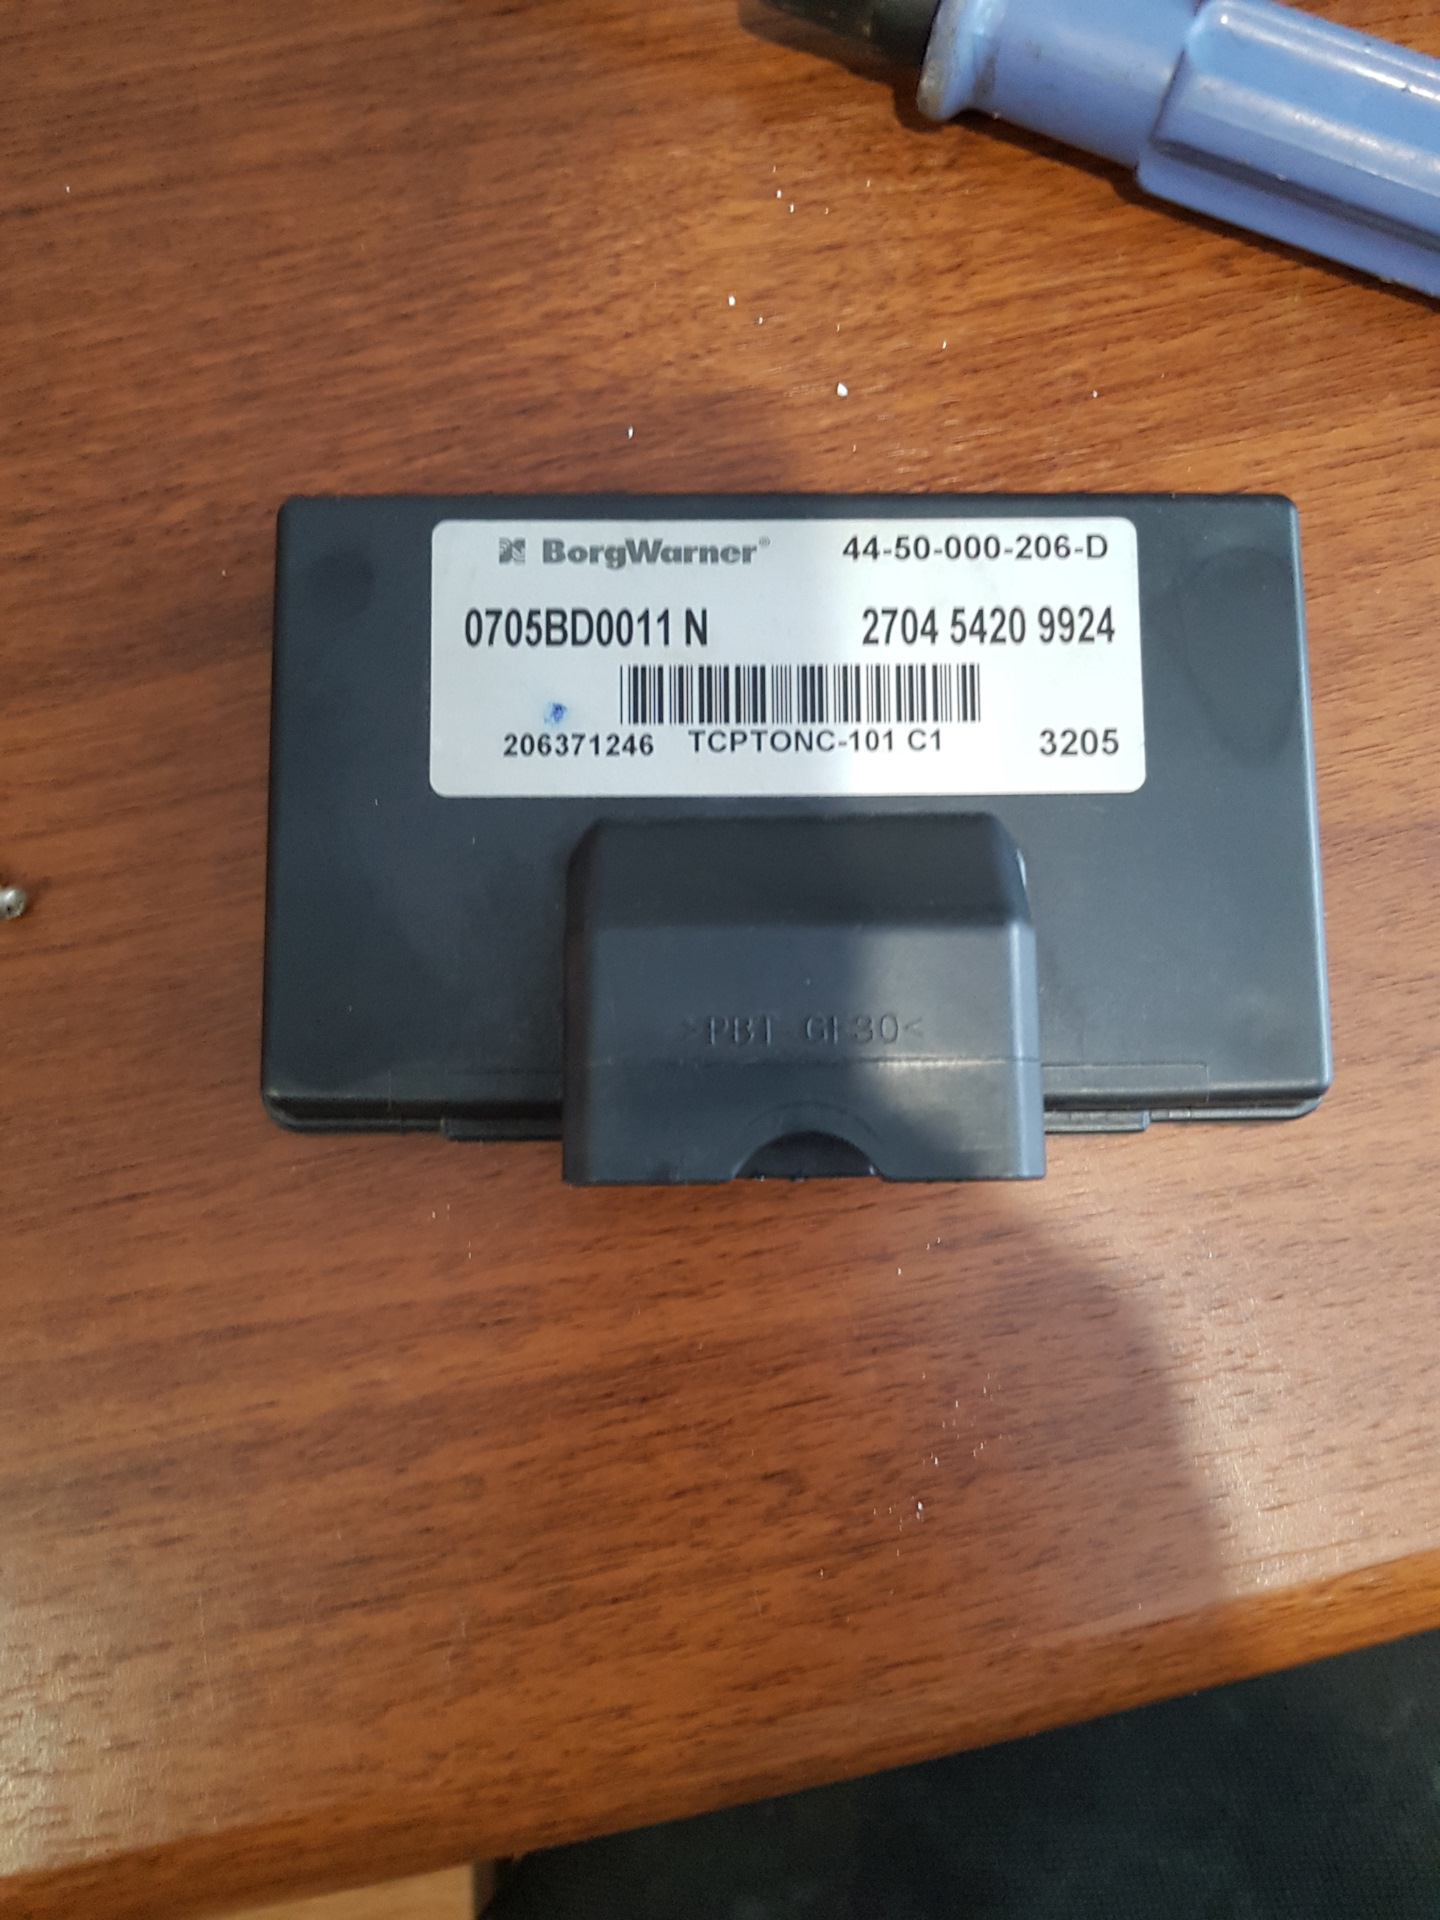 BorgWarner® 44-50-000-206-D
0705BD0011 N 2704 5420 9924
206371246 TCPTONC-101 C1 3205
>PBT GF30<